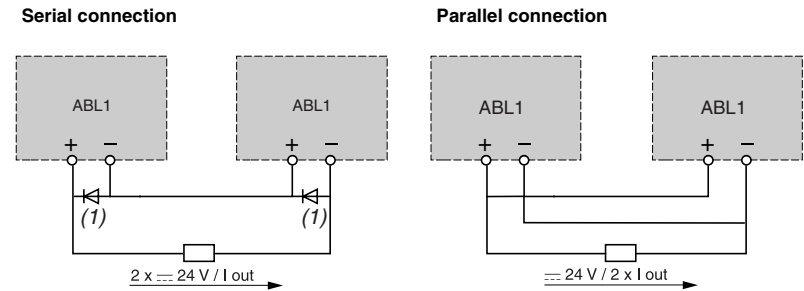 Serial connection
Parallel connection
ABL1
ABL1
ABL1
ABL1
+ −
+ −
+ −
+ −
(1)
(1)
2 x ⎓ 24 V / I out
⎓ 24 V / 2 x I out